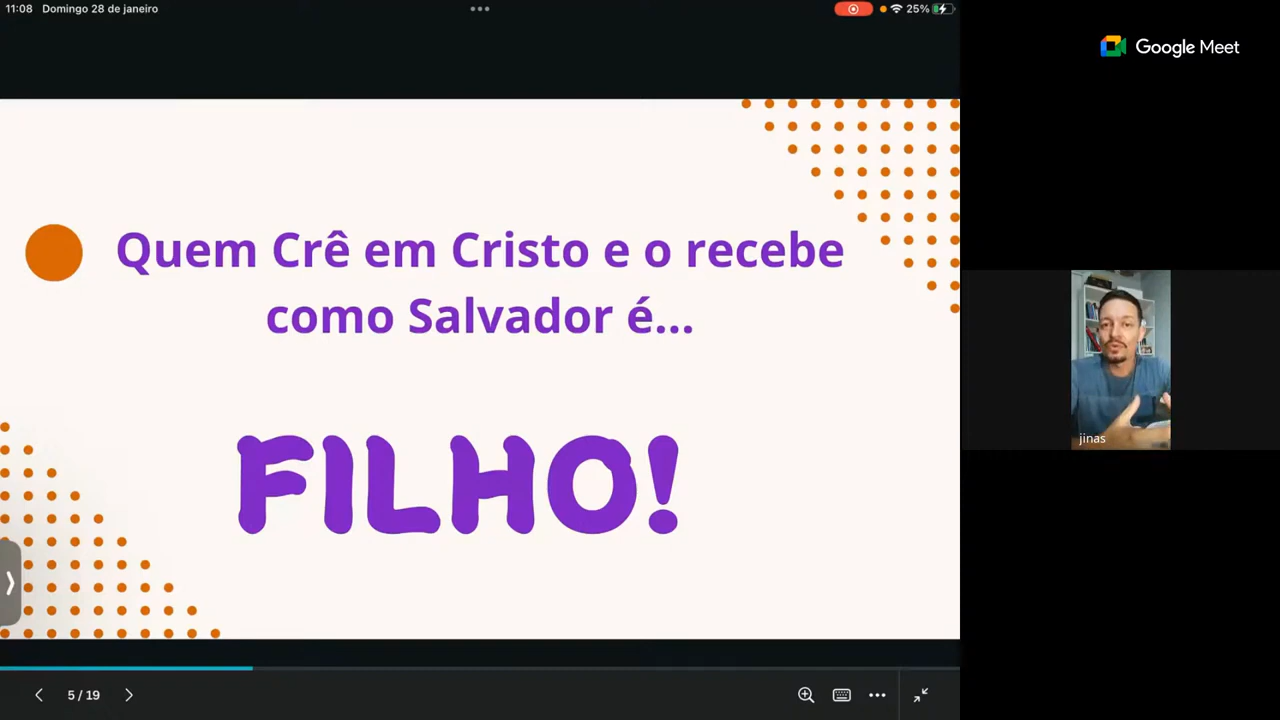 11:08 Domingo 28 de janeiro
25%
Google Meet
Quem Crê em Cristo e o recebe
como Salvador é...
FILHO!
jinas
5 / 19